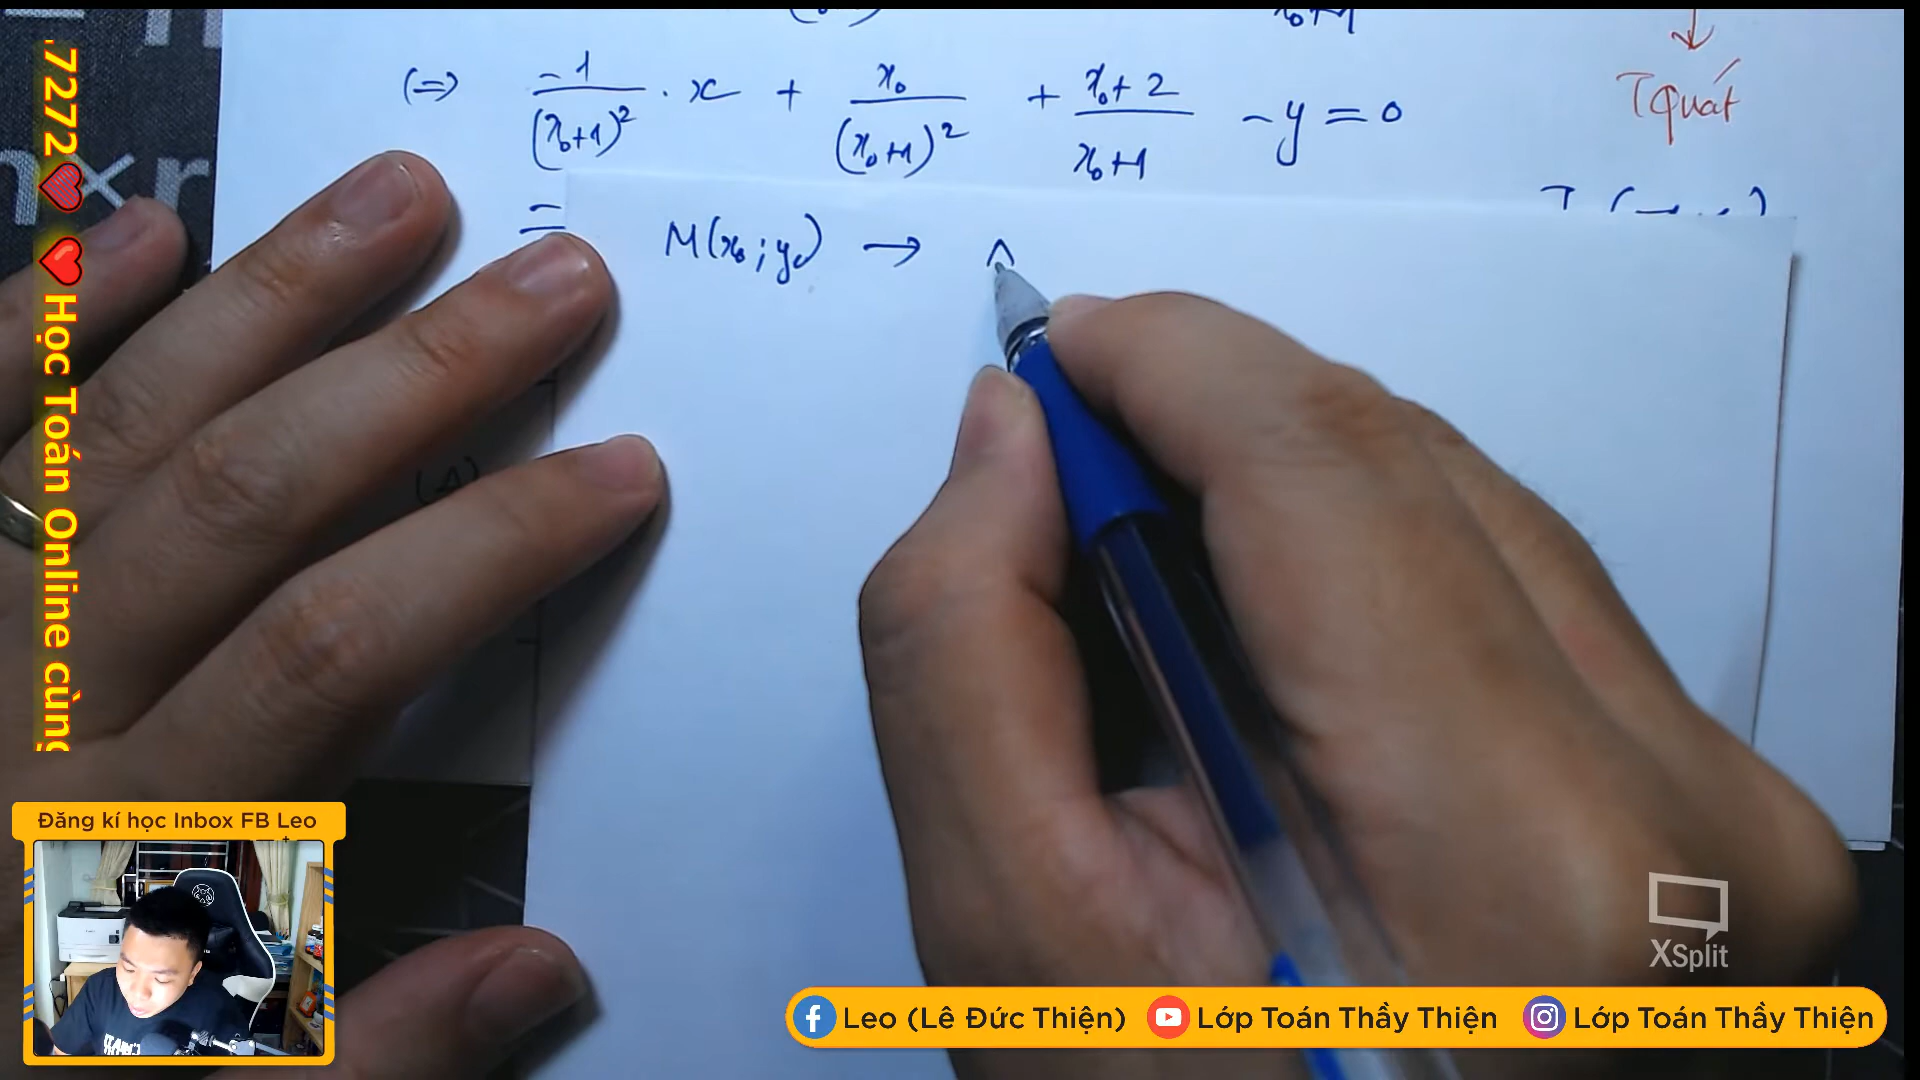 (=> -1/(x₀+1)² . x + x₀/(x₀+1)² + x₀+2/x₀+1 - y = 0
Tquát
=
M(x₀; y₀) →
.7272❤️ ❤️Học Toán Online cùng
Đăng kí học Inbox FB Leo
XSplit
Leo (Lê Đức Thiện) Lớp Toán Thầy Thiện Lớp Toán Thầy Thiện